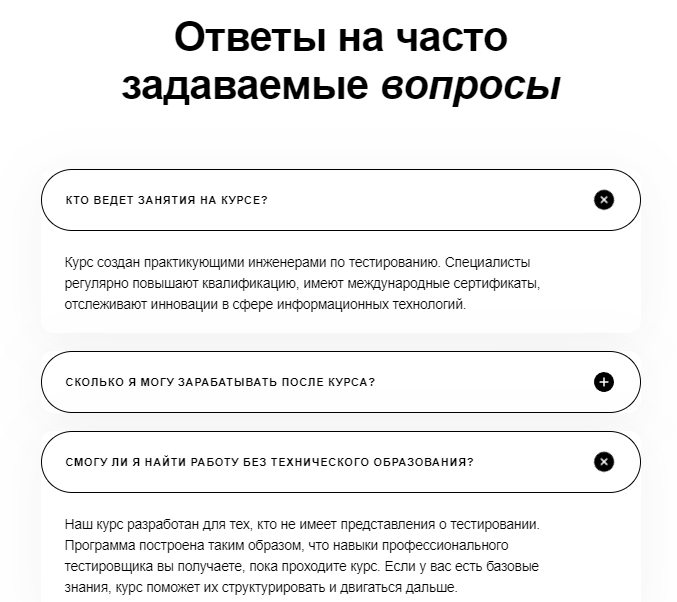 Ответы на часто
задаваемые вопросы
КТО ВЕДЕТ ЗАНЯТИЯ НА КУРСЕ?
Курс создан практикующими инженерами по тестированию. Специалисты
регулярно повышают квалификацию, имеют международные сертификаты,
отслеживают инновации в сфере информационных технологий.
СКОЛЬКО Я МОГУ ЗАРАБАТЫВАТЬ ПОСЛЕ КУРСА?
СМОГУ ЛИ Я НАЙТИ РАБОТУ БЕЗ ТЕХНИЧЕСКОГО ОБРАЗОВАНИЯ?
Наш курс разработан для тех, кто не имеет представления о тестировании.
Программа построена таким образом, что навыки профессионального
тестировщика вы получаете, пока проходите курс. Если у вас есть базовые
знания, курс поможет их структурировать и двигаться дальше.